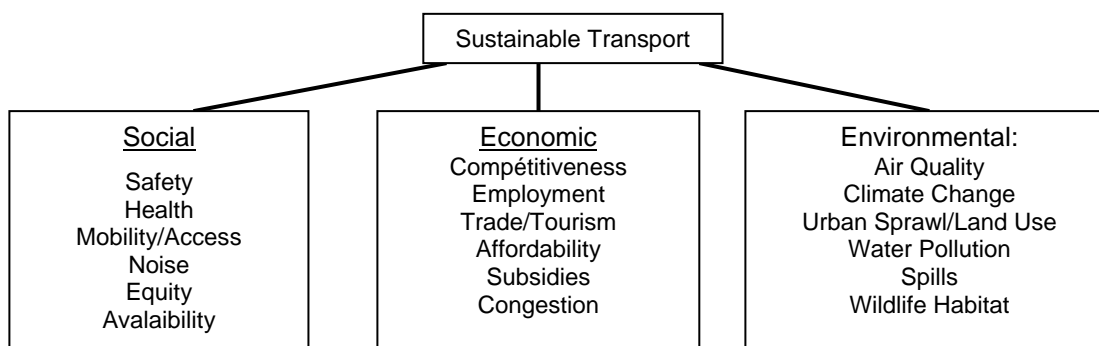 Sustainable Transport
Social
Safety
Health
Mobility/Access
Noise
Equity
Avalaibility
Economic
Compétitiveness
Employment
Trade/Tourism
Affordability
Subsidies
Congestion
Environmental:
Air Quality
Climate Change
Urban Sprawl/Land Use
Water Pollution
Spills
Wildlife Habitat